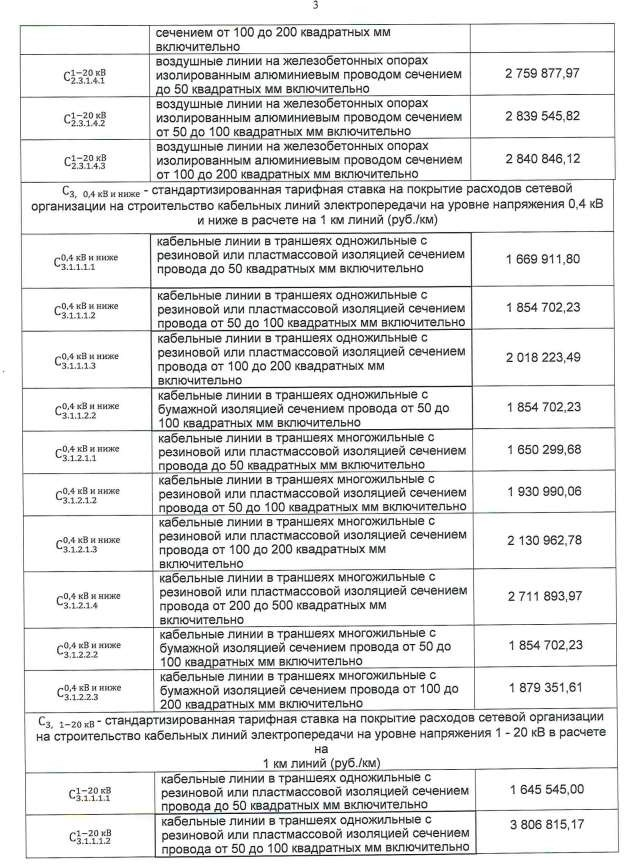 3
сечением от 100 до 200 квадратных мм
включительно
C 1−20 кВ 2.3.1.4.1
воздушные линии на железобетонных опорах
изолированным алюминиевым проводом сечением
до 50 квадратных мм включительно
2 759 877,97
C 1−20 кВ 2.3.1.4.2
воздушные линии на железобетонных опорах
изолированным алюминиевым проводом сечением
от 50 до 100 квадратных мм включительно
2 839 545,82
C 1−20 кВ 2.3.1.4.3
воздушные линии на железобетонных опорах
изолированным алюминиевым проводом сечением
от 100 до 200 квадратных мм включительно
2 840 846,12
C3, 0,4 кВ и ниже - стандартизированная тарифная ставка на покрытие расходов сетевой
организации на строительство кабельных линий электропередачи на уровне напряжения 0,4 кВ
и ниже в расчете на 1 км линий (руб./км)
C 0,4 кВ и ниже 3.1.1.1.1
кабельные линии в траншеях одножильные с
резиновой или пластмассовой изоляцией сечением
провода до 50 квадратных мм включительно
1 669 911,80
C 0,4 кВ и ниже 3.1.1.1.2
кабельные линии в траншеях одножильные с
резиновой или пластмассовой изоляцией сечением
провода от 50 до 100 квадратных мм включительно
1 854 702,23
C 0,4 кВ и ниже 3.1.1.1.3
кабельные линии в траншеях одножильные с
резиновой или пластмассовой изоляцией сечением
провода от 100 до 200 квадратных мм
включительно
2 018 223,49
C 0,4 кВ и ниже 3.1.1.2.2
кабельные линии в траншеях одножильные с
бумажной изоляцией сечением провода от 50 до
100 квадратных мм включительно
1 854 702,23
C 0,4 кВ и ниже 3.1.2.1.1
кабельные линии в траншеях многожильные с
резиновой или пластмассовой изоляцией сечением
провода до 50 квадратных мм включительно
1 650 299,68
C 0,4 кВ и ниже 3.1.2.1.2
кабельные линии в траншеях многожильные с
резиновой или пластмассовой изоляцией сечением
провода от 50 до 100 квадратных мм включительно
1 930 990,06
C 0,4 кВ и ниже 3.1.2.1.3
кабельные линии в траншеях многожильные с
резиновой или пластмассовой изоляцией сечением
провода от 100 до 200 квадратных мм
включительно
2 130 962,78
C 0,4 кВ и ниже 3.1.2.1.4
кабельные линии в траншеях многожильные с
резиновой или пластмассовой изоляцией сечением
провода от 200 до 500 квадратных мм
включительно
2 711 893,97
C 0,4 кВ и ниже 3.1.2.2.2
кабельные линии в траншеях многожильные с
бумажной изоляцией сечением провода от 50 до
100 квадратных мм включительно
1 854 702,23
C 0,4 кВ и ниже 3.1.2.2.3
кабельные линии в траншеях многожильные с
бумажной изоляцией сечением провода от 100 до
200 квадратных мм включительно
1 879 351,61
C3, 1−20 кВ - стандартизированная тарифная ставка на покрытие расходов сетевой организации
на строительство кабельных линий электропередачи на уровне напряжения 1 - 20 кВ в расчете
на
1 км линий (руб./км)
C 1−20 кВ 3.1.1.1.1
кабельные линии в траншеях одножильные с
резиновой или пластмассовой изоляцией сечением
провода до 50 квадратных мм включительно
1 645 545,00
C 1−20 кВ 3.1.1.1.2
кабельные линии в траншеях одножильные с
резиновой или пластмассовой изоляцией сечением
провода от 50 до 100 квадратных мм включительно
3 806 815,17